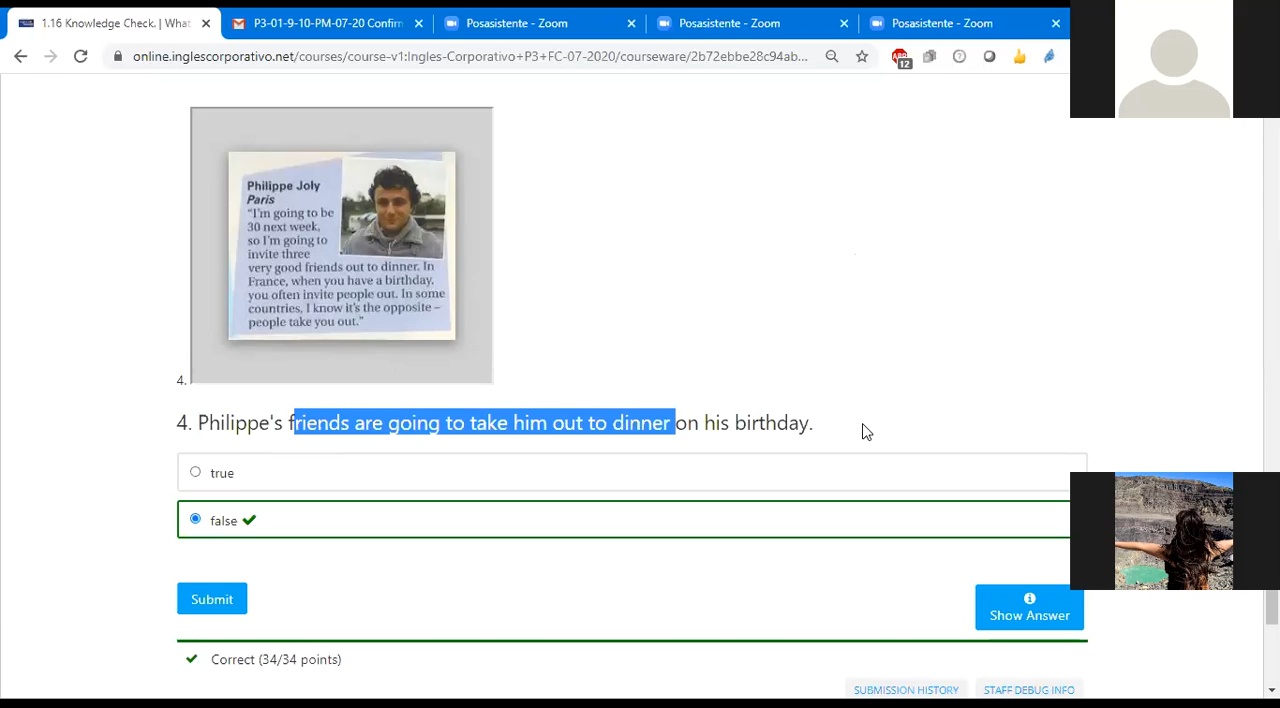 1.16 Knowledge Check. | What
P3-01-9-10-PM-07-20 Confirm
Posasistente - Zoom
Posasistente - Zoom
Posasistente - Zoom
online.inglescorporativo.net/courses/course-v1:Ingles-Corporativo+P3+FC-07-2020/courseware/2b72ebbe28c94ab...
12
Philippe Joly
Paris
"I'm going to be
30 next week,
so I'm going to
invite three
very good friends out to dinner. In
France, when you have a birthday,
you often invite people out. In some
countries, I know it's the opposite –
people take you out."
4.
4. Philippe's friends are going to take him out to dinner on his birthday.
true
false
Submit
Show Answer
Correct (34/34 points)
SUBMISSION HISTORY
STAFF DEBUG INFO